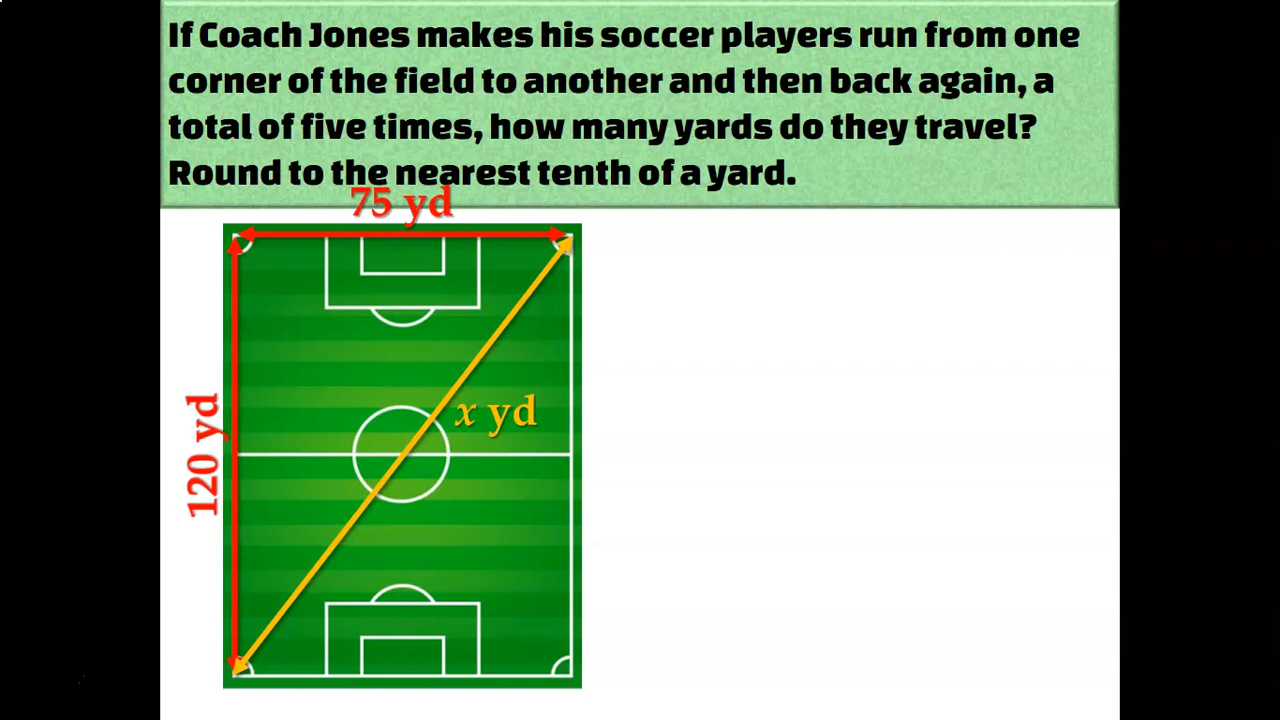 If Coach Jones makes his soccer players run from one
corner of the field to another and then back again, a
total of five times, how many yards do they travel?
Round to the nearest tenth of a yard.
75 yd
120 yd
x yd